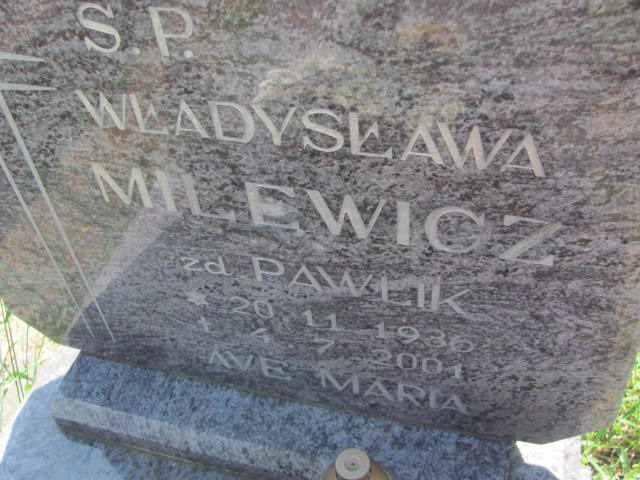 S.P.
WŁADYSŁAWA
MILEWICZ
zd. PAWLIK
* 20. 11. 1936
† 4. 7. 2001
AVE MARIA